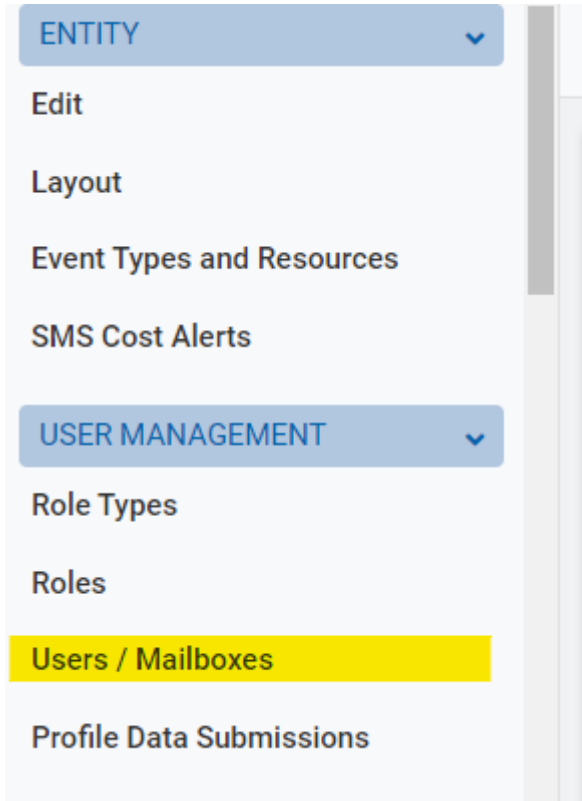 ENTITY
Edit
Layout
Event Types and Resources
SMS Cost Alerts
USER MANAGEMENT
Role Types
Roles
Users / Mailboxes
Profile Data Submissions